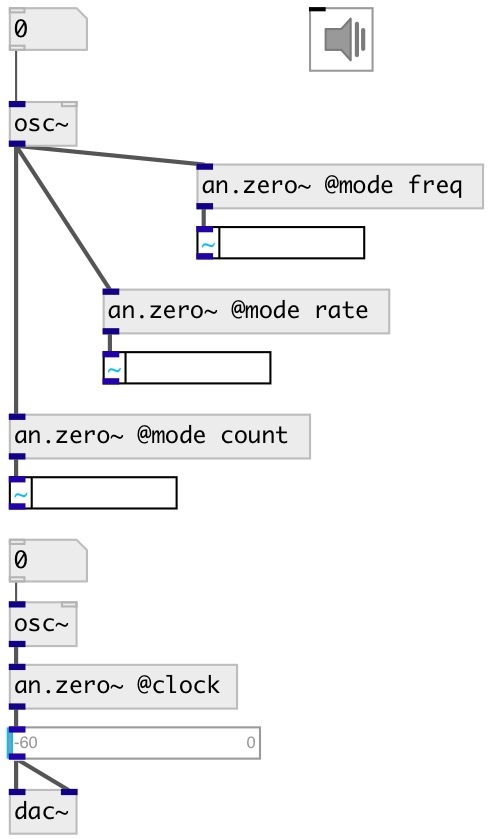 0
osc~
an.zero~ @mode freq
~
an.zero~ @mode rate
~
an.zero~ @mode count
~
0
osc~
an.zero~ @clock
-60 0
dac~